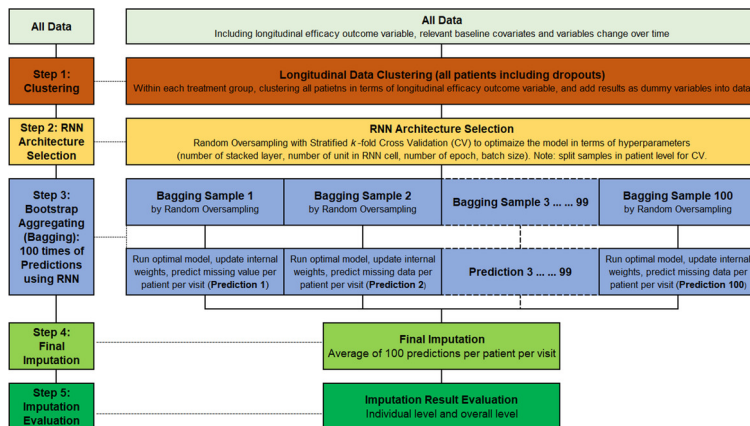 All Data
All Data
Including longitudinal efficacy outcome variable, relevant baseline covariates and variables change over time
Step 1:
Clustering
Longitudinal Data Clustering (all patients including dropouts)
Within each treatment group, clustering all patietns in terms of longitudinal efficacy outcome variable, and add results as dummy variables into data
Step 2: RNN
Architecture
Selection
RNN Architecture Selection
Random Oversampling with Stratified k-fold Cross Validation (CV) to optimaize the model in terms of hyperparameters
(number of stacked layer, number of unit in RNN cell, number of epoch, batch size). Note: split samples in patient level for CV.
Step 3:
Bootstrap
Aggregating
(Bagging):
100 times of
Predictions
using RNN
Bagging Sample 1
by Random Oversampling
Bagging Sample 2
by Random Oversampling
Bagging Sample 3 ... ... 99
Bagging Sample 100
by Random Oversampling
Run optimal model, update internal
weights, predict missing value per
patient per visit (Prediction 1)
Run optimal model, update internal
weights, predict missing data per
patient per visit (Prediction 2)
Prediction 3 ... ... 99
Run optimal model, update internal
weights, predict missing data per
patient per visit (Prediction 100)
Step 4:
Final
Imputation
Final Imputation
Average of 100 predictions per patient per visit
Step 5:
Imputation
Evaluation
Imputation Result Evaluation
Individual level and overall level